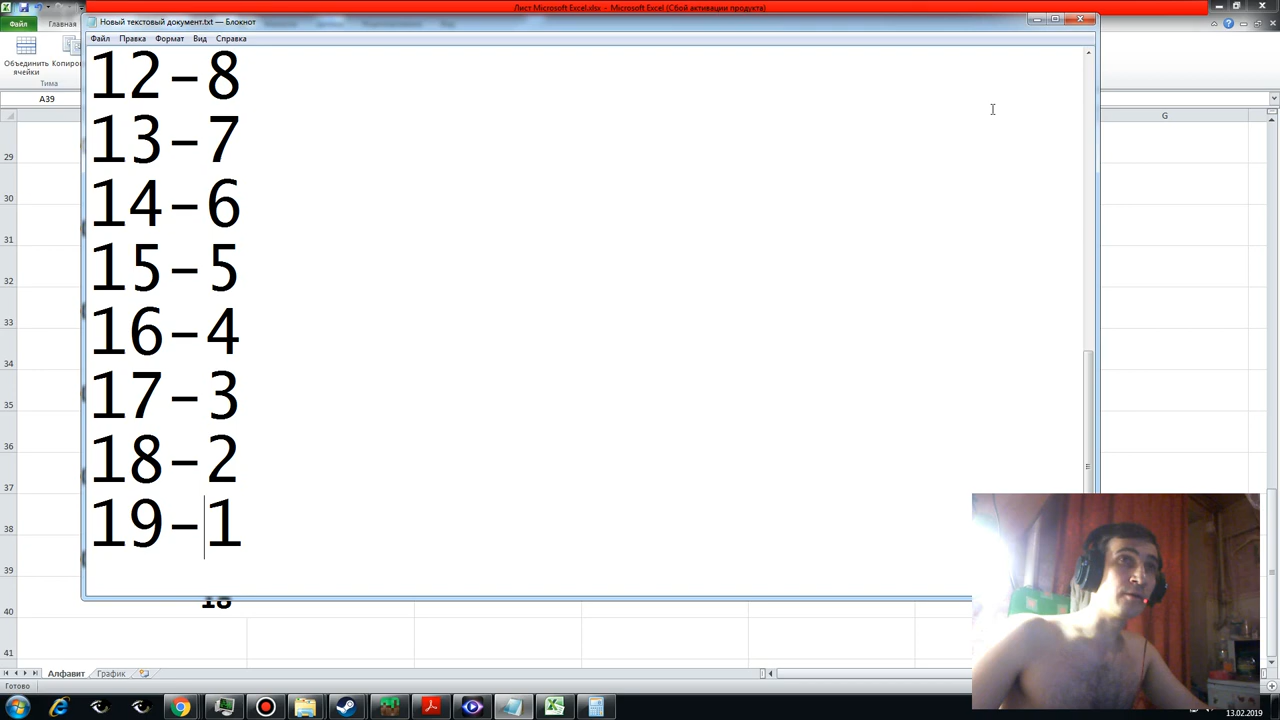 Лист Microsoft Excel.xlsx - Microsoft Excel (Сбой активации продукта)
Файл
Главная
Новый текстовый документ.txt — Блокнот
Файл Правка Формат Вид Справка
Объединить ячейки
Тима
A39
G
12-8
13-7
14-6
15-5
16-4
17-3
18-2
19-1
18
29
30
31
32
33
34
35
36
37
38
39
40
41
Алфавит
График
Готово
13.02.2019